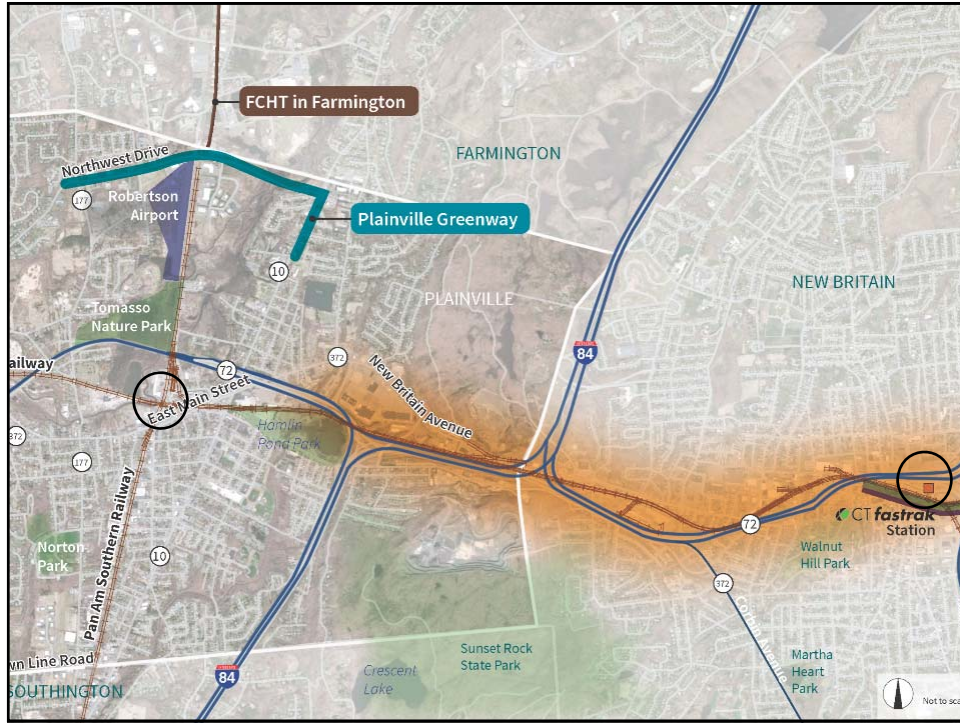 FCHT in Farmington
FARMINGTON
Northwest Drive
177
Robertson
Airport
Plainville Greenway
10
NEW BRITAIN
PLAINVILLE
Tomasso
Nature Park
84
372
ailway
72
New Britain Avenue
East Main Street
Hamlin
Pond Park
372
177
CTfastrak
Station
72
Norton
Park
10
Pan Am Southern Railway
Walnut
Hill Park
372
Sunset Rock
State Park
wn Line Road
84
Crescent
Lake
Martha
Heart
Park
SOUTHINGTON
Not to sca